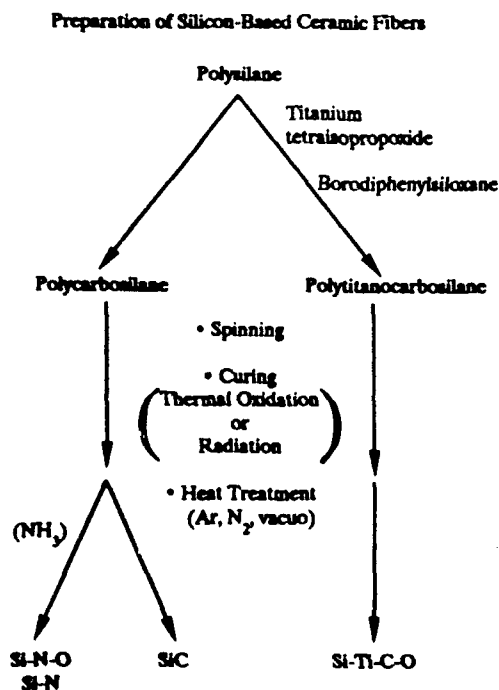 Preparation of Silicon-Based Ceramic Fibers
Polysilane
Titanium
tetraisopropoxide
Borodiphenylsiloxane
Polycarbosilane
Polytitanocarbosilane
• Spinning
• Curing
(Thermal Oxidation
or
Radiation)
• Heat Treatment
(Ar, N2, vacuo)
(NH3)
Si-N-O
Si-N
SiC
Si-Ti-C-O